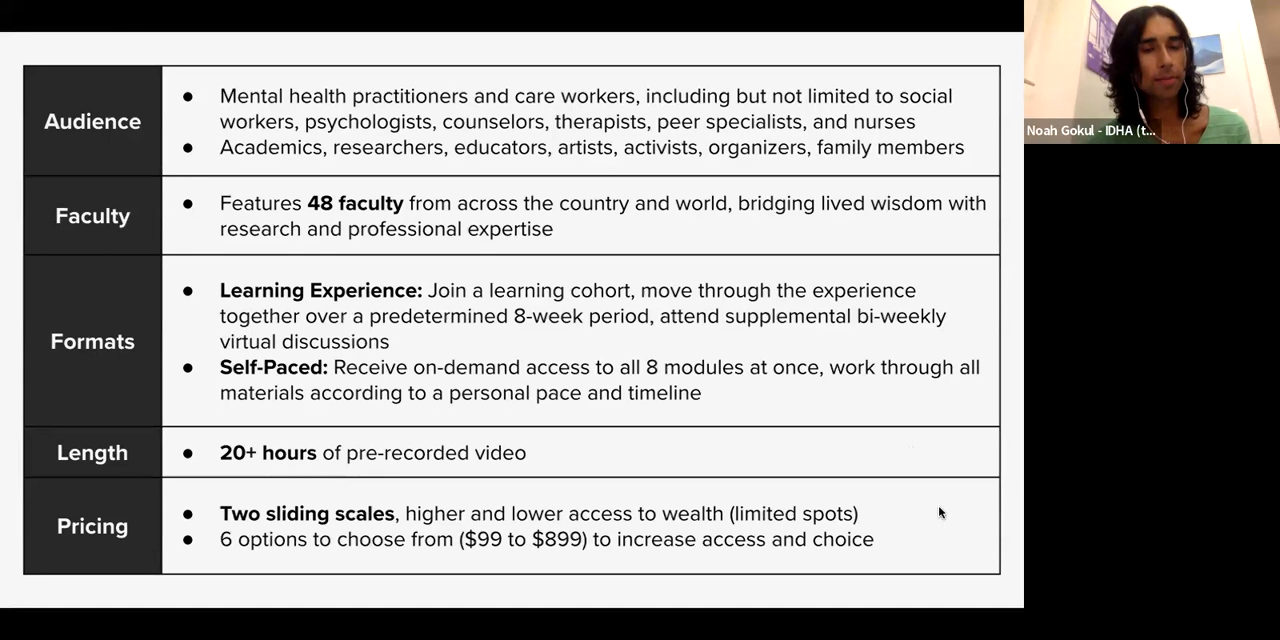 Audience
● Mental health practitioners and care workers, including but not limited to social
workers, psychologists, counselors, therapists, peer specialists, and nurses
● Academics, researchers, educators, artists, activists, organizers, family members
Faculty
● Features 48 faculty from across the country and world, bridging lived wisdom with
research and professional expertise
Formats
● Learning Experience: Join a learning cohort, move through the experience
together over a predetermined 8-week period, attend supplemental bi-weekly
virtual discussions
● Self-Paced: Receive on-demand access to all 8 modules at once, work through all
materials according to a personal pace and timeline
Length
● 20+ hours of pre-recorded video
Pricing
● Two sliding scales, higher and lower access to wealth (limited spots)
● 6 options to choose from ($99 to $899) to increase access and choice
Noah Gokul - IDHA (t...